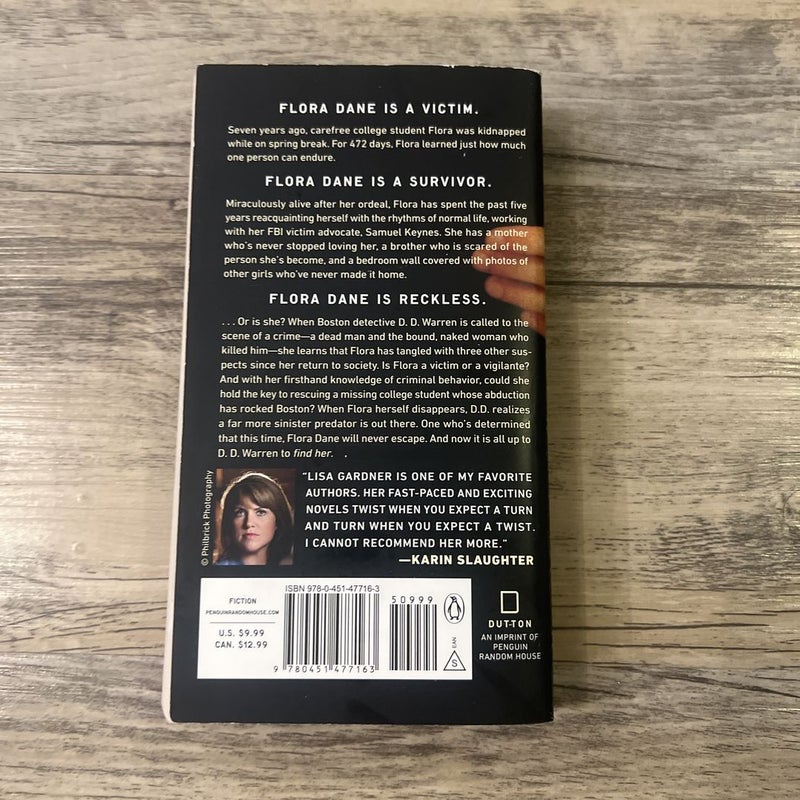 FLORA DANE IS A VICTIM.
Seven years ago, carefree college student Flora was kidnapped
while on spring break. For 472 days, Flora learned just how much
one person can endure.
FLORA DANE IS A SURVIVOR.
Miraculously alive after her ordeal, Flora has spent the past five
years reacquainting herself with the rhythms of normal life, working
with her FBI victim advocate, Samuel Keynes. She has a mother
who's never stopped loving her, a brother who is scared of the
person she's become, and a bedroom wall covered with photos of
other girls who've never made it home.
FLORA DANE IS RECKLESS.
. . . Or is she? When Boston detective D. D. Warren is called to the
scene of a crime—a dead man and the bound, naked woman who
killed him—she learns that Flora has tangled with three other sus-
pects since her return to society. Is Flora a victim or a vigilante?
And with her firsthand knowledge of criminal behavior, could she
hold the key to rescuing a missing college student whose abduction
has rocked Boston? When Flora herself disappears, D.D. realizes
a far more sinister predator is out there. One who's determined
that this time, Flora Dane will never escape. And now it is all up to
D. D. Warren to find her. .
© Philbrick Photography
"LISA GARDNER IS ONE OF MY FAVORITE
AUTHORS. HER FAST-PACED AND EXCITING
NOVELS TWIST WHEN YOU EXPECT A TURN
AND TURN WHEN YOU EXPECT A TWIST.
I CANNOT RECOMMEND HER MORE."
—KARIN SLAUGHTER
FICTION
PENGUINRANDOMHOUSE.COM
U.S. $9.99
CAN. $12.99
ISBN 978-0-451-47716-3
50999
9 780451 477163
EAN
S
DUTTON
AN IMPRINT OF
PENGUIN
RANDOM HOUSE